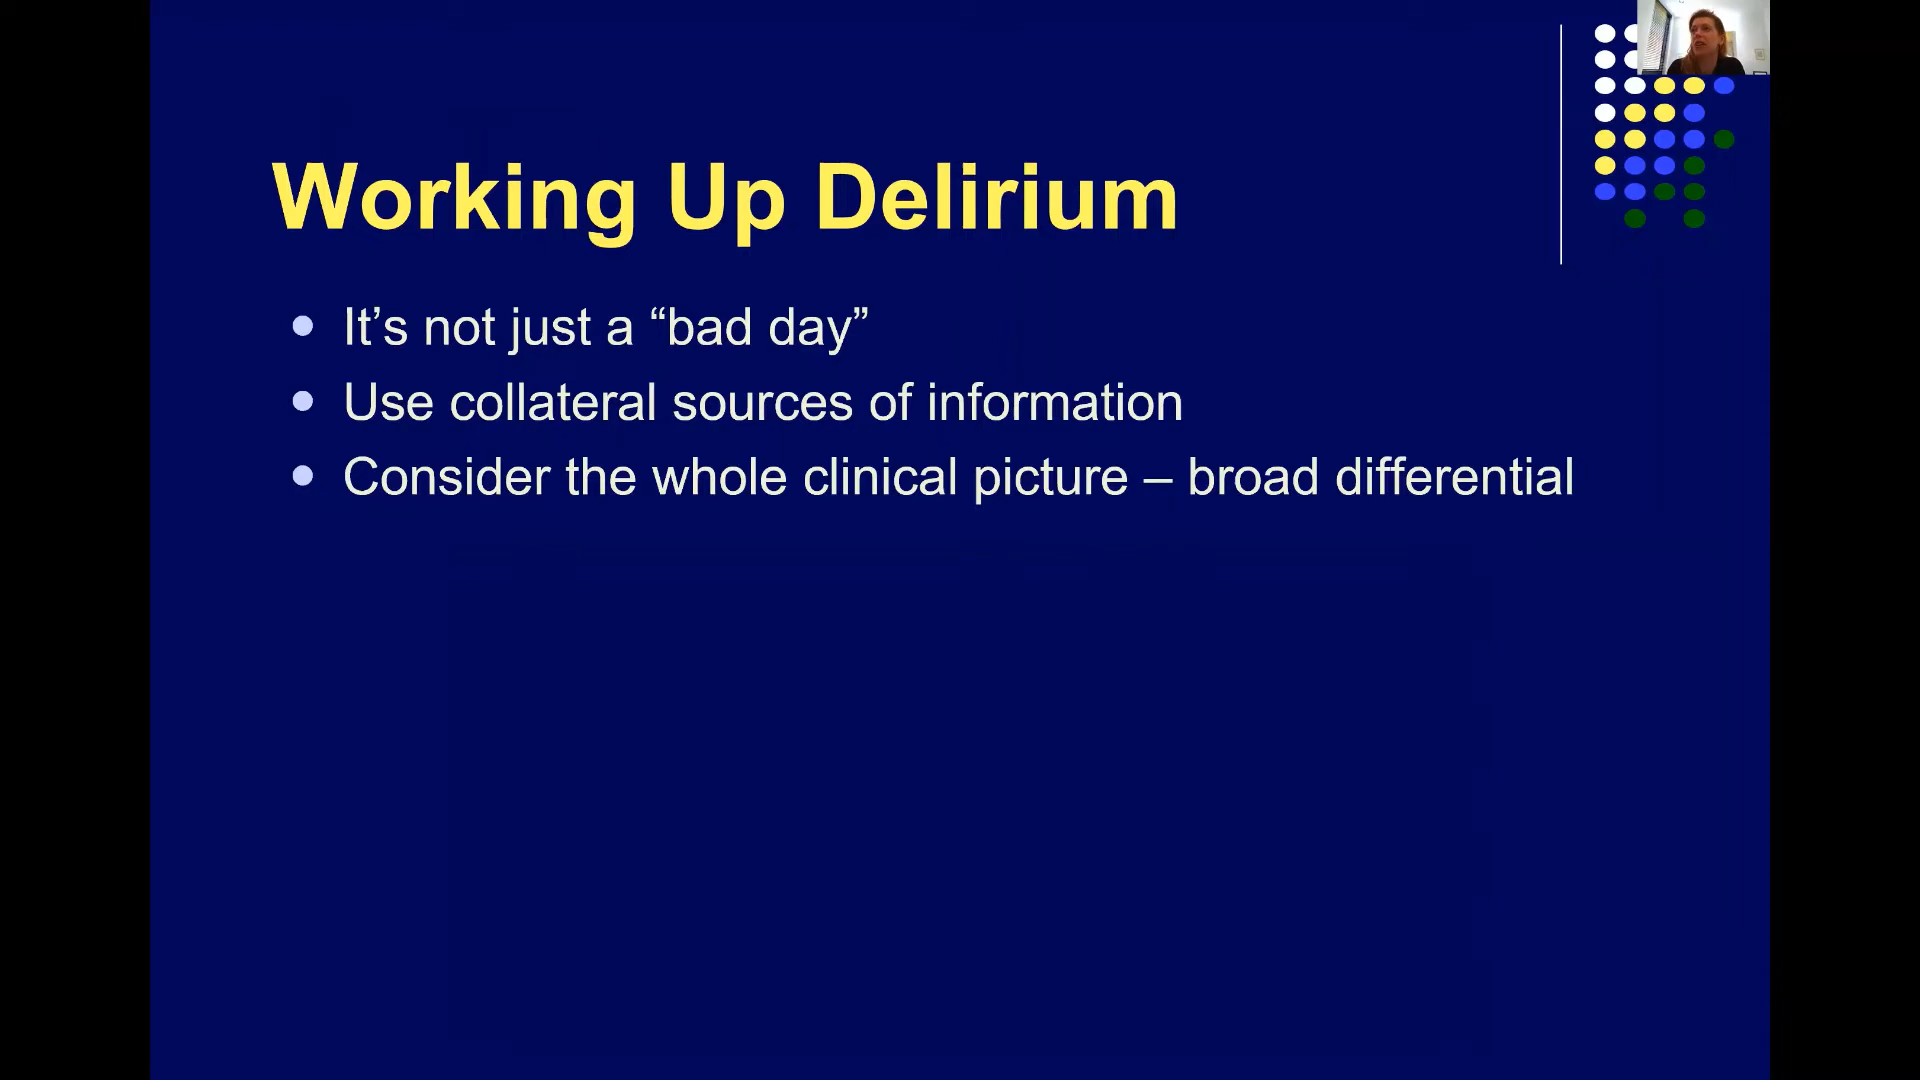 Working Up Delirium
It’s not just a “bad day”
Use collateral sources of information
Consider the whole clinical picture – broad differential